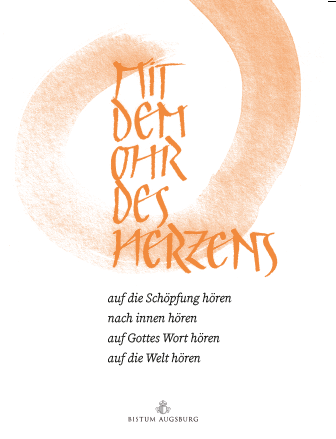 MIT
DEM
OHR
DES
HERZENS
auf die Schöpfung hören
nach innen hören
auf Gottes Wort hören
auf die Welt hören
BISTUM AUGSBURG